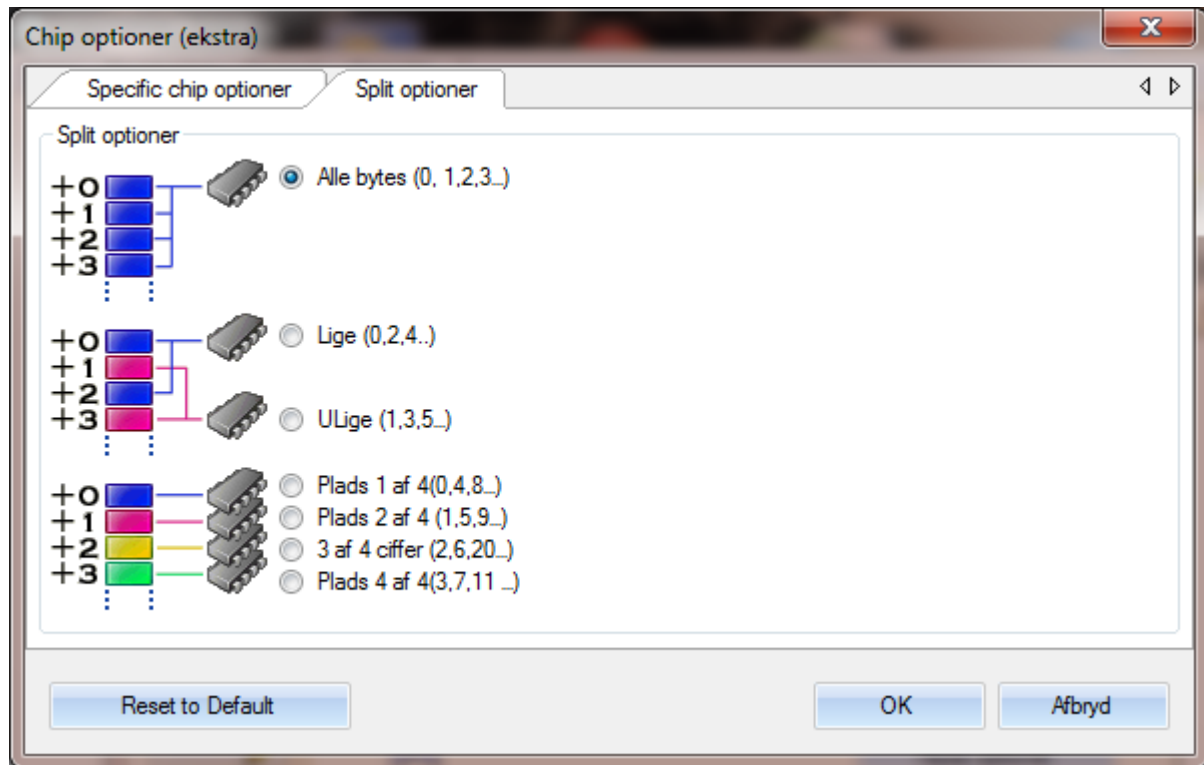 Chip optioner (ekstra)
Specific chip optioner
Split optioner
Split optioner
+0
+1
+2
+3
Alle bytes (0, 1,2,3...)
+0
+1
+2
+3
Lige (0,2,4..)
ULige (1,3,5...)
+0
+1
+2
+3
Plads 1 af 4(0,4,8...)
Plads 2 af 4 (1,5,9...)
3 af 4 ciffer (2,6,20...)
Plads 4 af 4(3,7,11 ...)
Reset to Default
OK
Afbryd